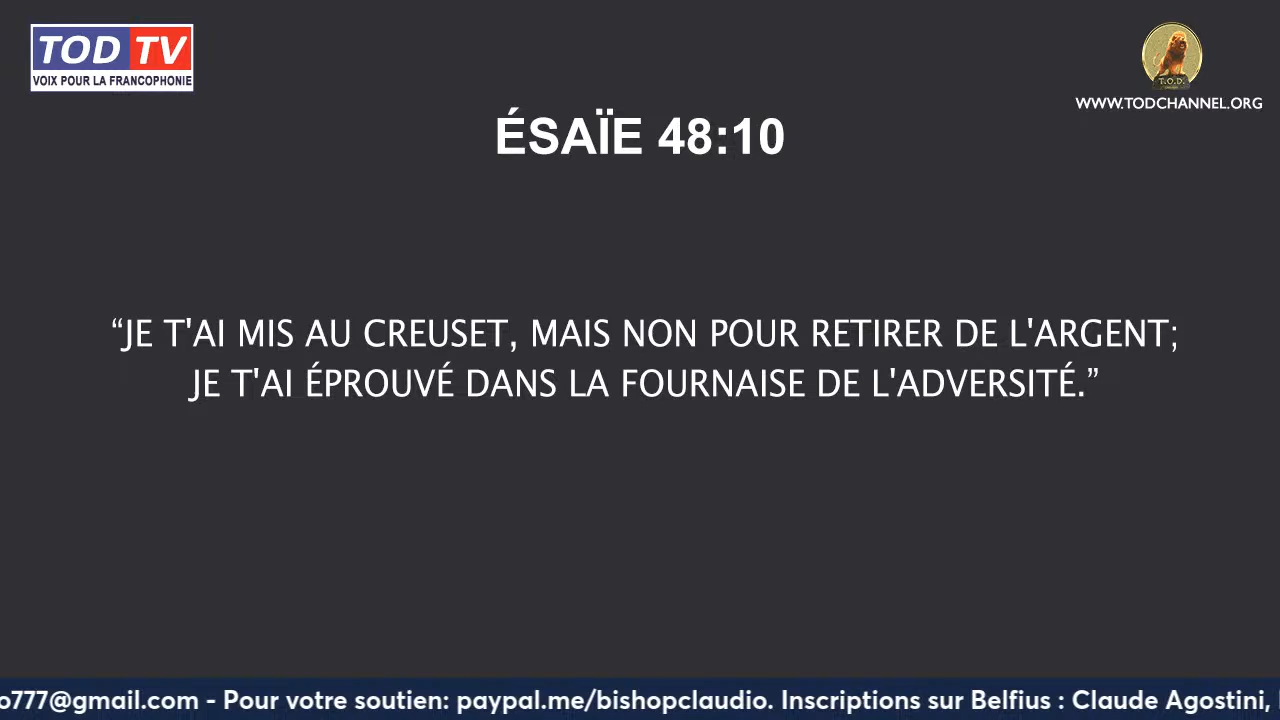 TOD TV
VOIX POUR LA FRANCOPHONIE
T.O.D.
WWW.TODCHANNEL.ORG
ÉSAÏE 48:10
“JE T'AI MIS AU CREUSET, MAIS NON POUR RETIRER DE L'ARGENT;
JE T'AI ÉPROUVÉ DANS LA FOURNAISE DE L'ADVERSITÉ.”
o777@gmail.com - Pour votre soutien: paypal.me/bishopclaudio. Inscriptions sur Belfius : Claude Agostini,